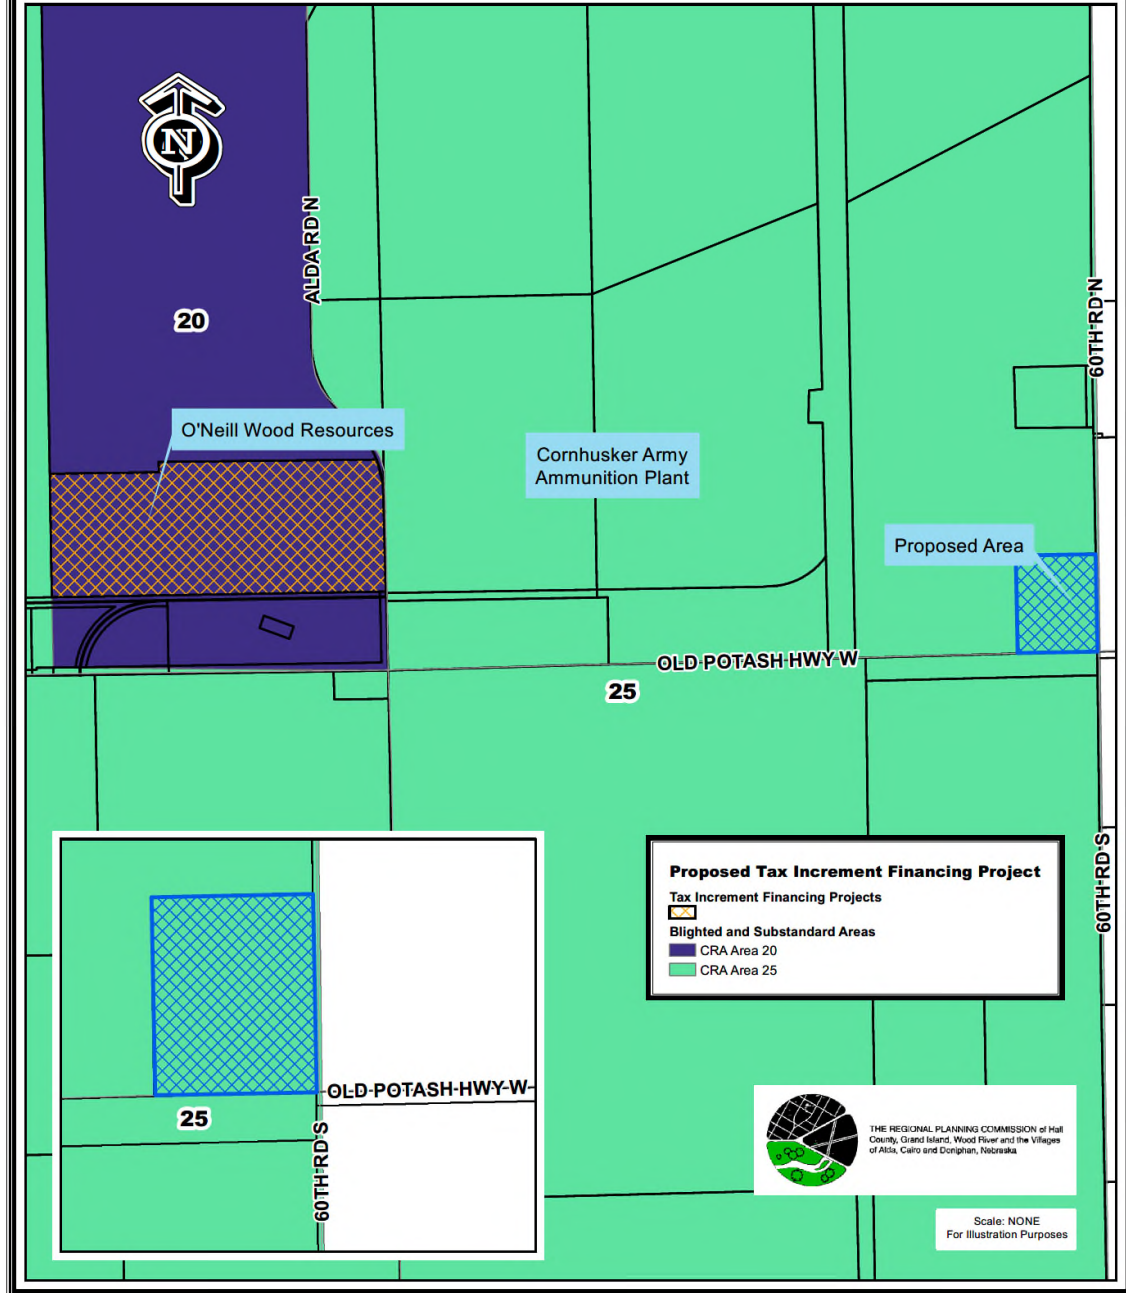 N
ALDA RD N
20
60TH RD N
O'Neill Wood Resources
Cornhusker Army
Ammunition Plant
Proposed Area
OLD POTASH HWY W
25
60TH RD S
Proposed Tax Increment Financing Project
Tax Increment Financing Projects
Blighted and Substandard Areas
CRA Area 20
CRA Area 25
OLD POTASH HWY W
25
60TH RD S
THE REGIONAL PLANNING COMMISSION of Hall
County, Grand Island, Wood River and the Villages
of Alda, Cairo and Doniphan, Nebraska
Scale: NONE
For Illustration Purposes